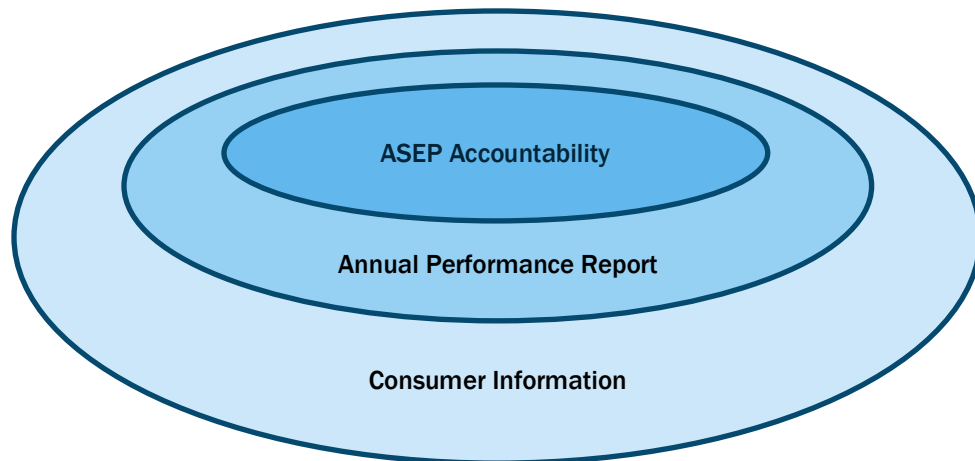 ASEP Accountability
Annual Performance Report
Consumer Information